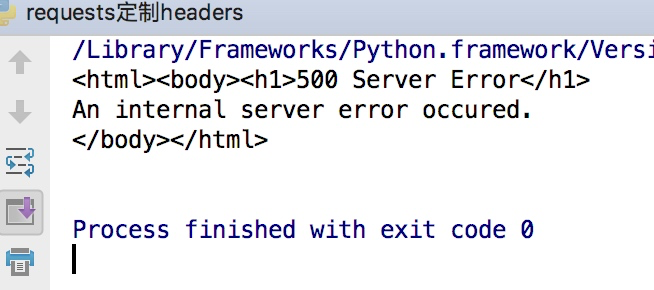 requests定制headers
/Library/Frameworks/Python.framework/Versi
<html><body><h1>500 Server Error</h1>
An internal server error occured.
</body></html>
Process finished with exit code 0